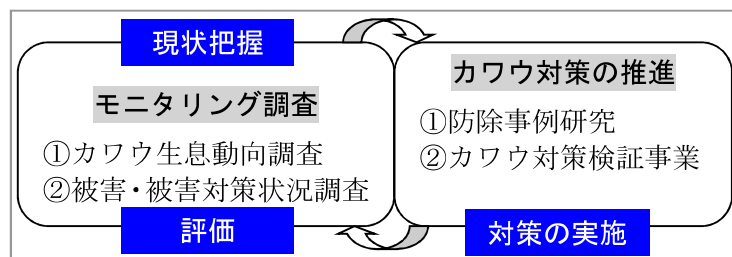 現状把握
モニタリング調査
①カワウ生息動向調査
②被害・被害対策状況調査
評価
カワウ対策の推進
①防除事例研究
②カワウ対策検証事業
対策の実施